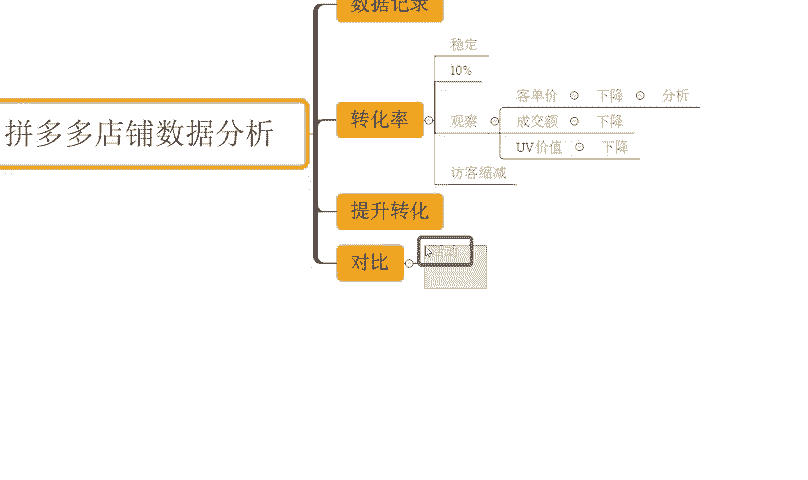 数据记录
稳定
10%
客单价 下降 分析
转化率 观察 成交额 下降
拼多多店铺数据分析
UV价值 下降
访客缩减
提升转化
对比